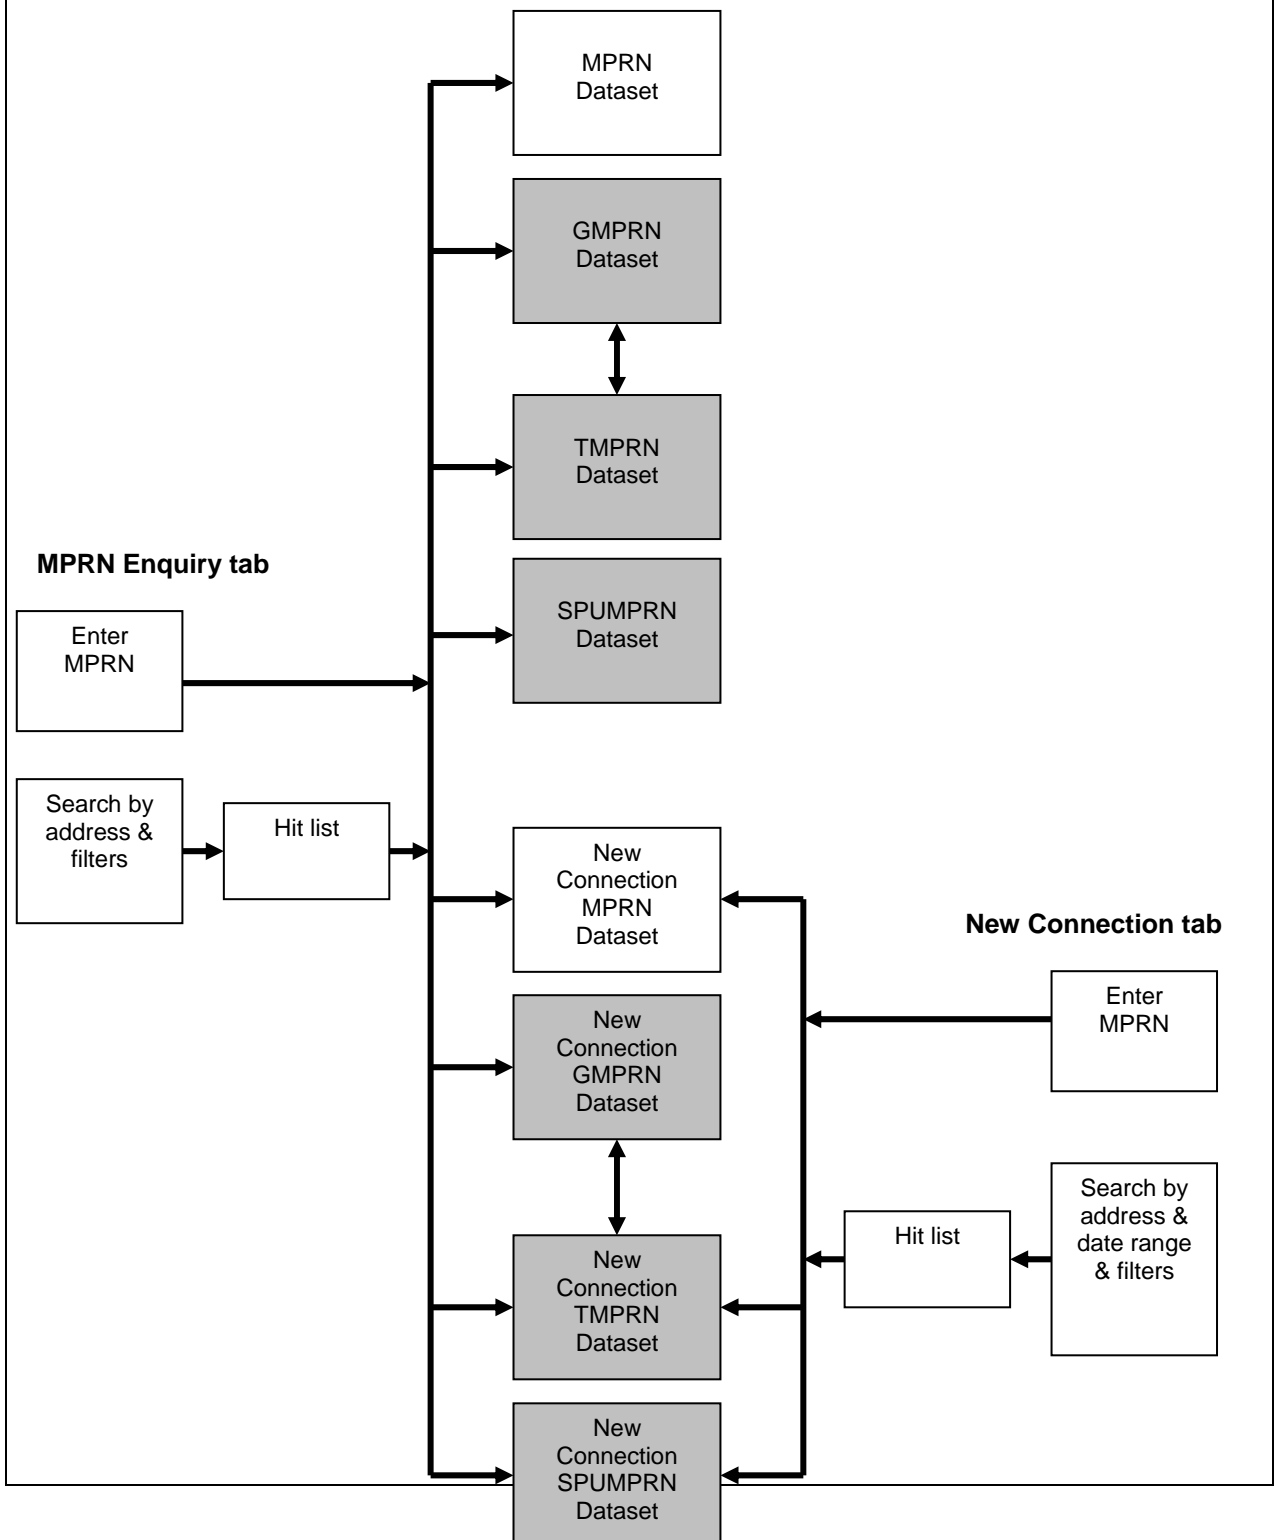 MPRN
Dataset
GMPRN
Dataset
TMPRN
Dataset
MPRN Enquiry tab
SPUMPRN
Dataset
Enter
MPRN
Search by
address &
filters
Hit list
New
Connection
MPRN
Dataset
New Connection tab
Enter
MPRN
New
Connection
GMPRN
Dataset
Search by
address &
date range
& filters
Hit list
New
Connection
TMPRN
Dataset
New
Connection
SPUMPRN
Dataset